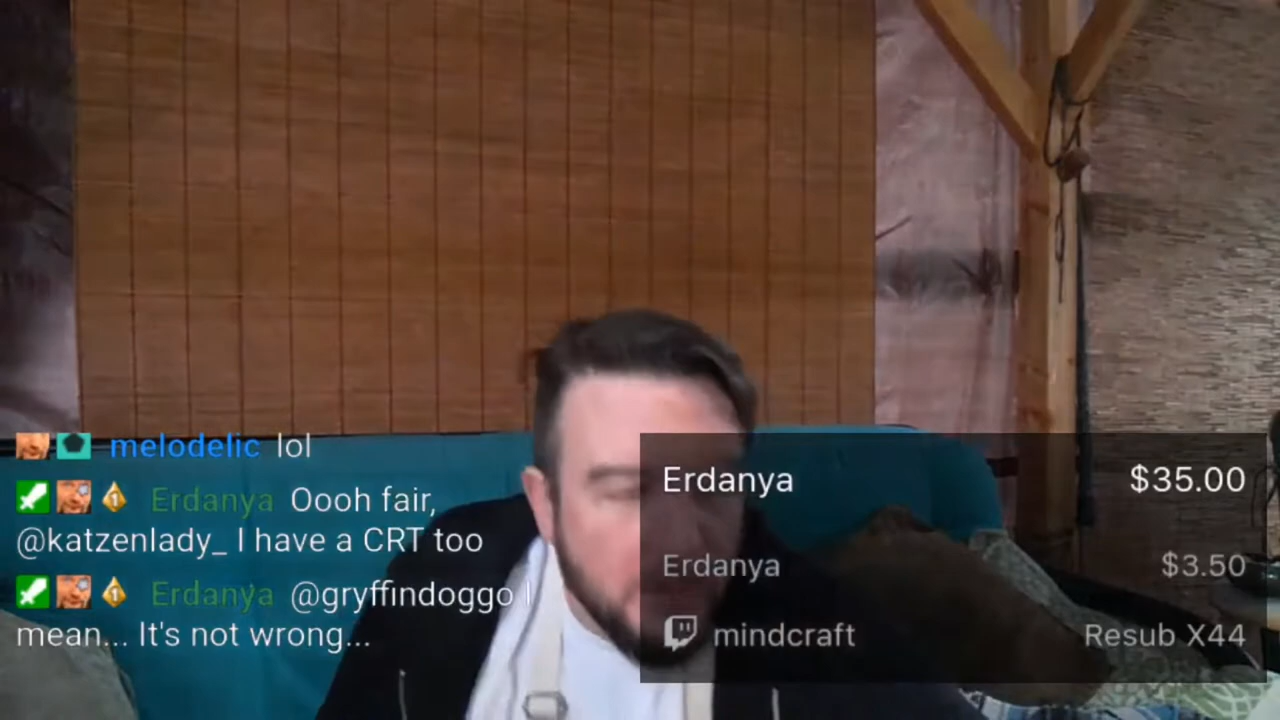 melodelic lol
Erdanya Oooh fair,
@katzenlady_ I have a CRT too
Erdanya @gryffindoggo I
mean... It's not wrong...
Erdanya $35.00
Erdanya $3.50
mindcraft Resub X44